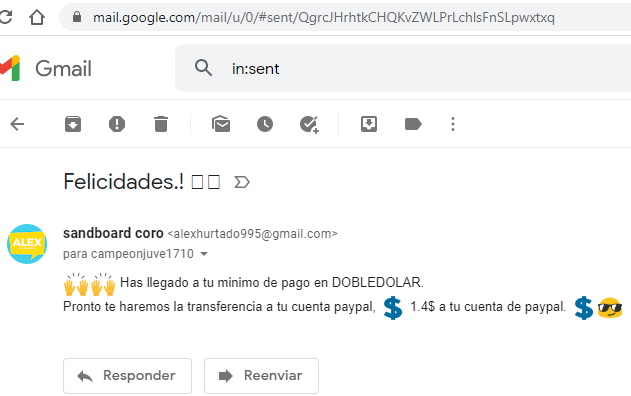 mail.google.com/mail/u/0/#sent/QgrcJHrhtkCHQKvZWLPrLchlsFnSLpwxtxq
Gmail
in:sent
Felicidades.!
ALEX
sandboard coro <alexhurtado995@gmail.com>
para campeonjuve1710
Has llegado a tu minimo de pago en DOBLEDOLAR.
Pronto te haremos la transferencia a tu cuenta paypal, 💲 1.4$ a tu cuenta de paypal. 💲😎
Responder
Reenviar